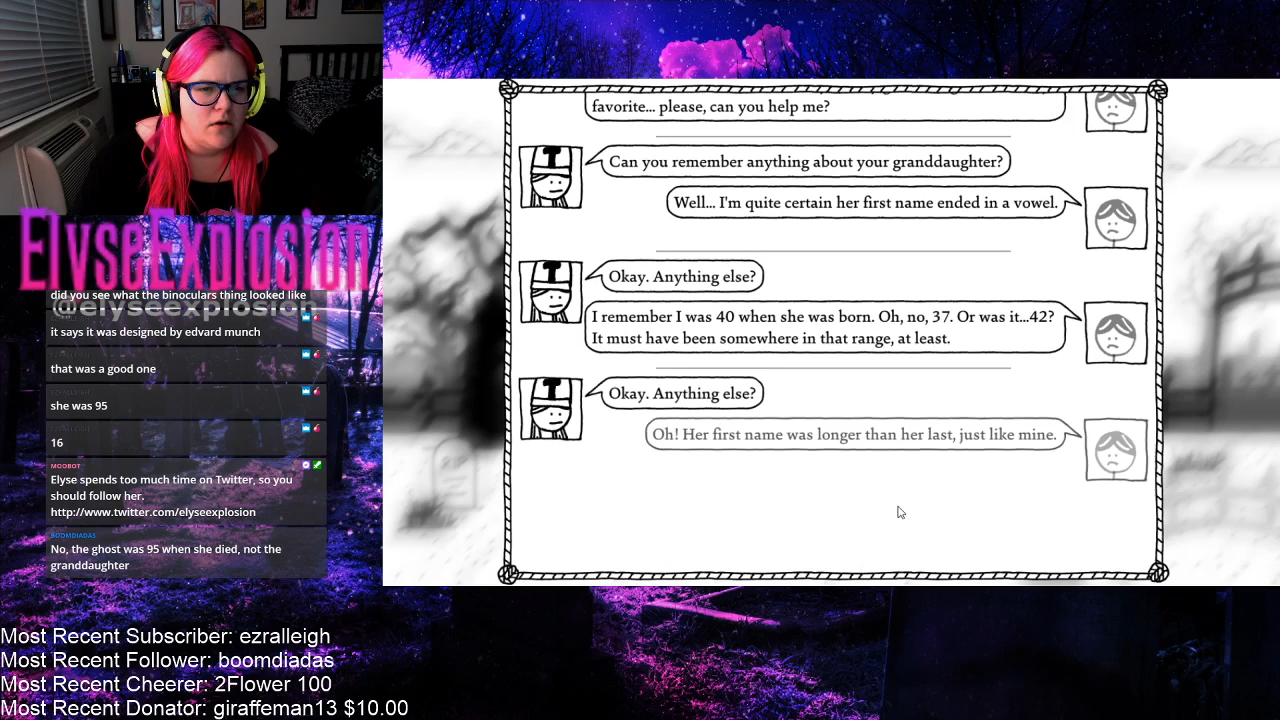 ElyseExplosion
did you see what the binoculars thing looked like
@elyseexplosion
it says it was designed by edvard munch
that was a good one
she was 95
16
MOOBOT
Elyse spends too much time on Twitter, so you
should follow her.
http://www.twitter.com/elyseexplosion
BOOMDIADAS
No, the ghost was 95 when she died, not the
granddaughter
Most Recent Subscriber: ezralleigh
Most Recent Follower: boomdiadas
Most Recent Cheerer: 2Flower 100
Most Recent Donator: giraffeman13 $10.00
favorite... please, can you help me?
Can you remember anything about your granddaughter?
Well... I'm quite certain her first name ended in a vowel.
Okay. Anything else?
I remember I was 40 when she was born. Oh, no, 37. Or was it...42?
It must have been somewhere in that range, at least.
Okay. Anything else?
Oh! Her first name was longer than her last, just like mine.